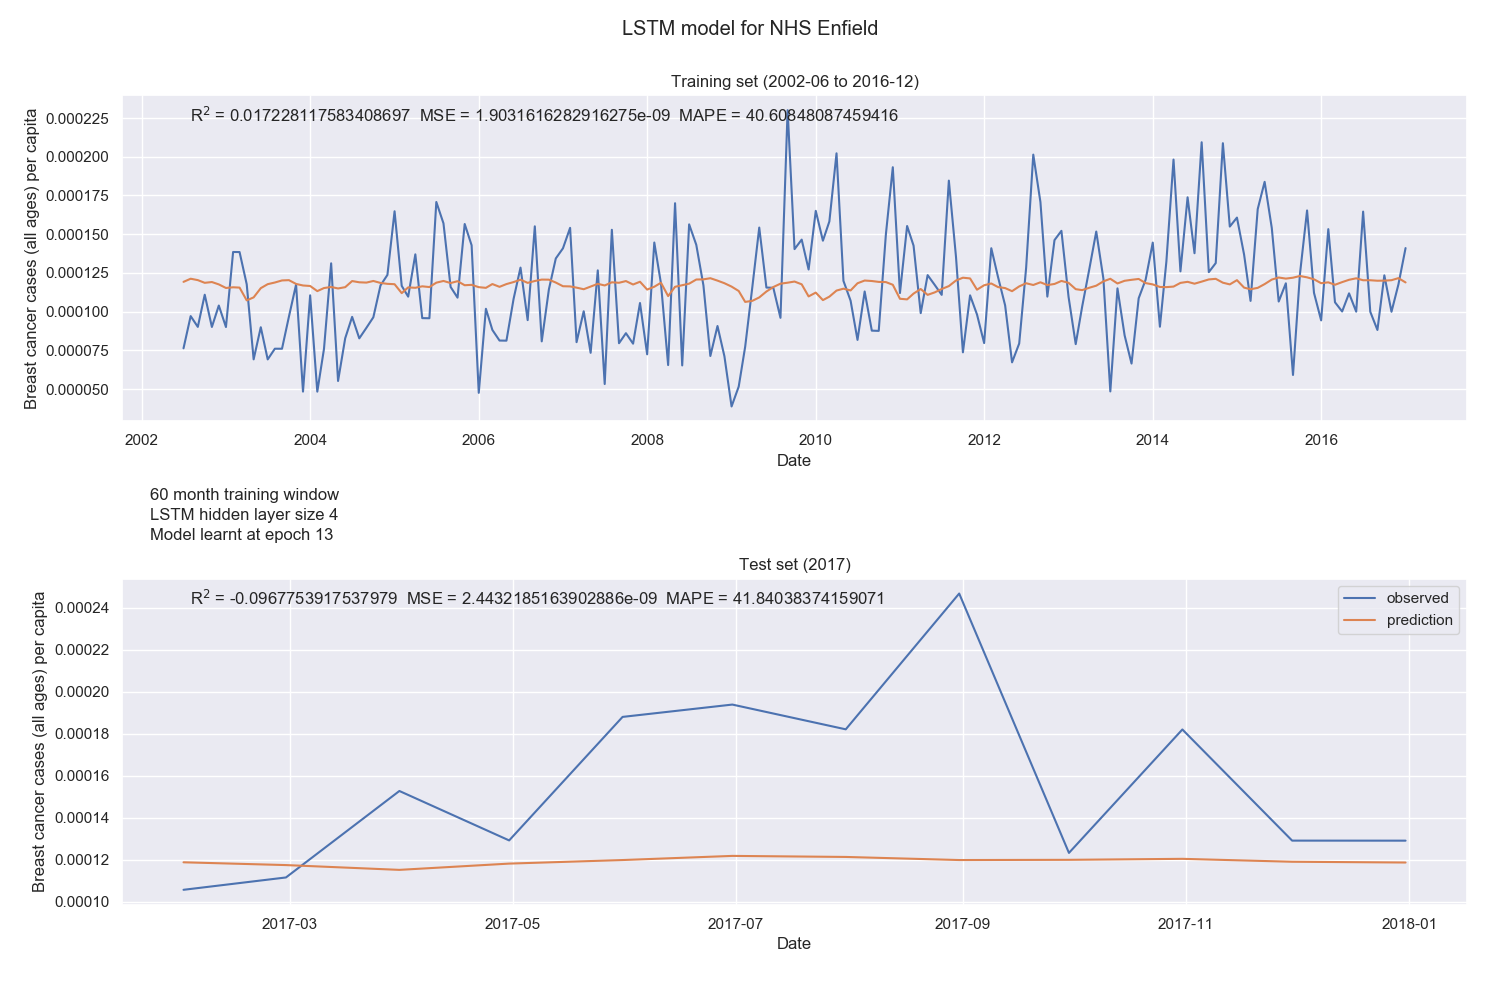 LSTM model for NHS Enfield
Training set (2002-06 to 2016-12)
R² = 0.017228117583408697 MSE = 1.9031616282916275e-09 MAPE = 40.60848087459416
Breast cancer cases (all ages) per capita
0.000225
0.000200
0.000175
0.000150
0.000125
0.000100
0.000075
0.000050
2002 2004 2006 2008 2010 2012 2014 2016
Date
60 month training window
LSTM hidden layer size 4
Model learnt at epoch 13
Test set (2017)
R² = -0.0967753917537979 MSE = 2.4432185163902886e-09 MAPE = 41.84038374159071
observed
prediction
Breast cancer cases (all ages) per capita
0.00024
0.00022
0.00020
0.00018
0.00016
0.00014
0.00012
0.00010
2017-03 2017-05 2017-07 2017-09 2017-11 2018-01
Date